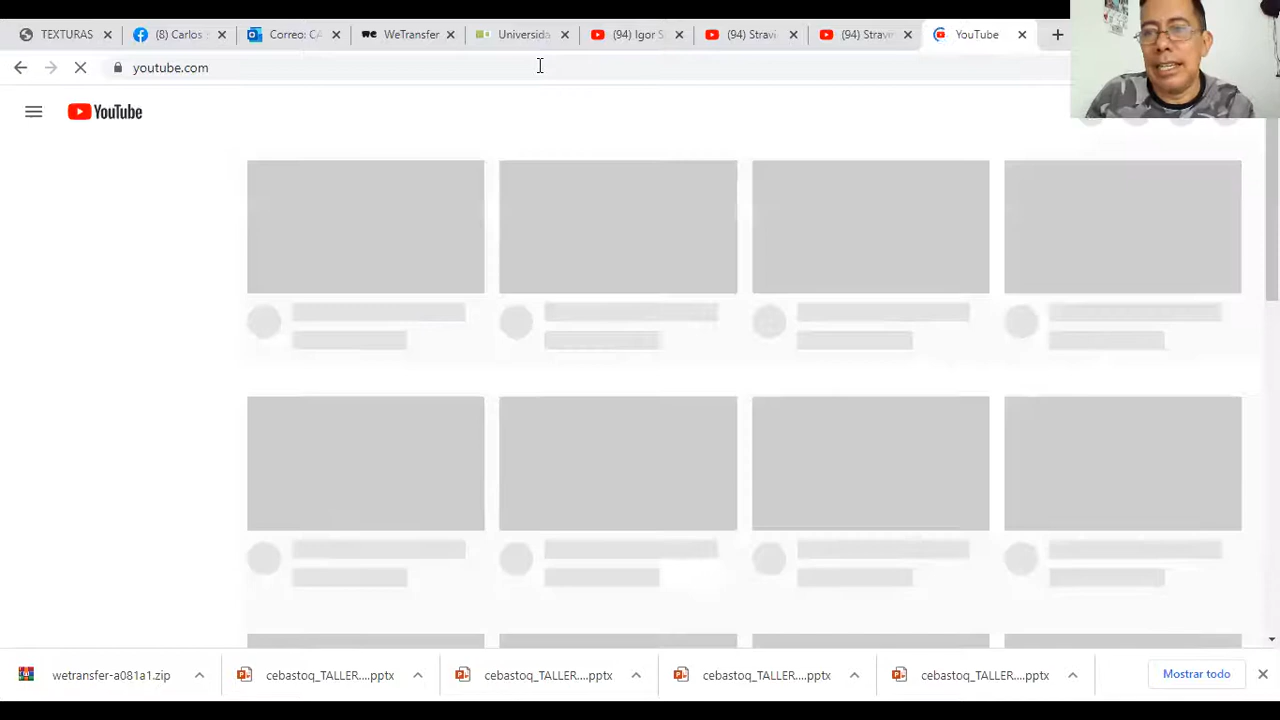 TEXTURAS
(8) Carlos
Correo: CA
WeTransfer
Universida
(94) Igor S
(94) Stravi
(94) Stravi
YouTube
youtube.com
YouTube
wetransfer-a081a1.zip
cebastoq_TALLER....pptx
cebastoq_TALLER....pptx
cebastoq_TALLER....pptx
cebastoq_TALLER....pptx
Mostrar todo